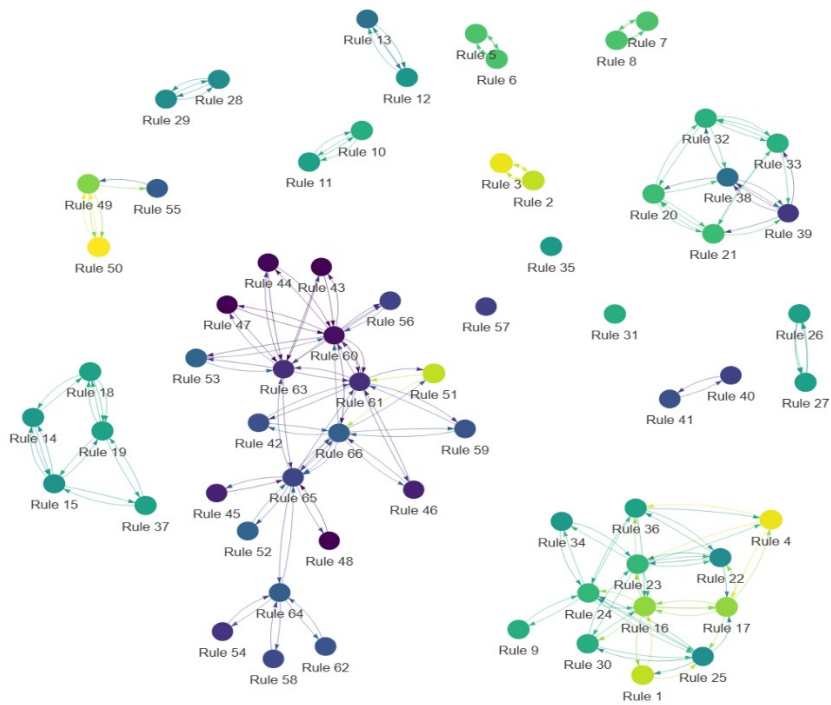 Rule 13
Rule 5
Rule 7
Rule 8
Rule 6
Rule 12
Rule 28
Rule 29
Rule 10
Rule 11
Rule 32
Rule 33
Rule 3
Rule 2
Rule 38
Rule 20
Rule 39
Rule 21
Rule 49
Rule 55
Rule 50
Rule 35
Rule 44
Rule 43
Rule 47
Rule 56
Rule 57
Rule 31
Rule 26
Rule 60
Rule 53
Rule 63
Rule 61
Rule 51
Rule 40
Rule 41
Rule 27
Rule 18
Rule 14
Rule 19
Rule 15
Rule 37
Rule 42
Rule 66
Rule 59
Rule 65
Rule 45
Rule 46
Rule 52
Rule 48
Rule 36
Rule 34
Rule 4
Rule 23
Rule 22
Rule 24
Rule 16
Rule 17
Rule 9
Rule 30
Rule 25
Rule 1
Rule 64
Rule 54
Rule 58
Rule 62